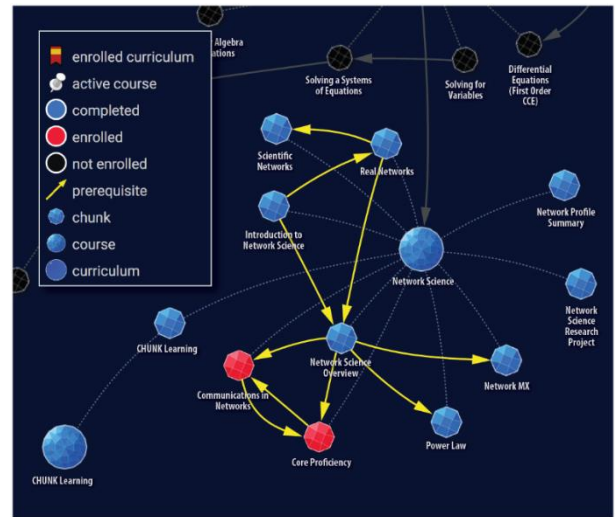 enrolled curriculum
active course
completed
enrolled
not enrolled
prerequisite
chunk
course
curriculum
Algebra
Solving a Systems
of Equations
Solving for
Variables
Differential
Equations
(First Order
CCE)
Scientific
Networks
Real Networks
Introduction to
Network Science
Network Profile
Summary
Network Science
Network
Science
Research
Project
CHUNK Learning
Network Science
Overview
Communications in
Networks
Network MX
Power Law
Core Proficiency
CHUNK Learning